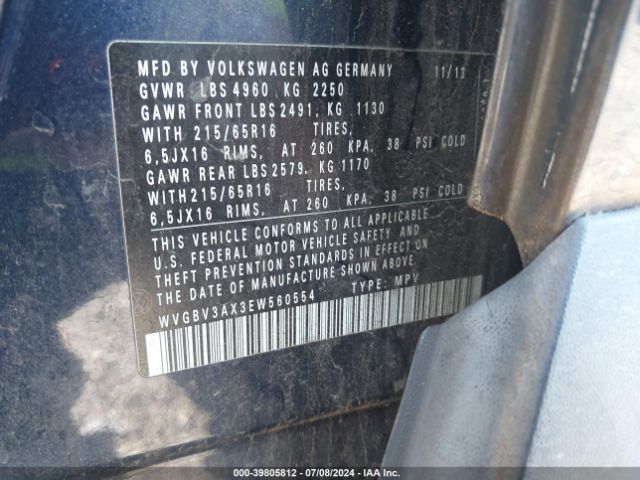 MFD BY VOLKSWAGEN AG GERMANY 11/13
GVWR LBS 4960 KG 2250
GAWR FRONT LBS 2491, KG 1130
WITH 215/65R16 TIRES,
6,5JX16 RIMS, AT 260 KPA, 38 PSI COLD
GAWR REAR LBS 2579, KG 1170
WITH 215/65R16 TIRES,
6,5JX16 RIMS, AT 260 KPA, 38 PSI COLD
THIS VEHICLE CONFORMS TO ALL APPLICABLE
U.S. FEDERAL MOTOR VEHICLE SAFETY AND
THEFT PREVENTION STANDARDS IN EFFECT ON
THE DATE OF MANUFACTURE SHOWN ABOVE
WVGBV3AX3EW560554 TYPE: MPV
000-39805812 - 07/08/2024 - IAA Inc.